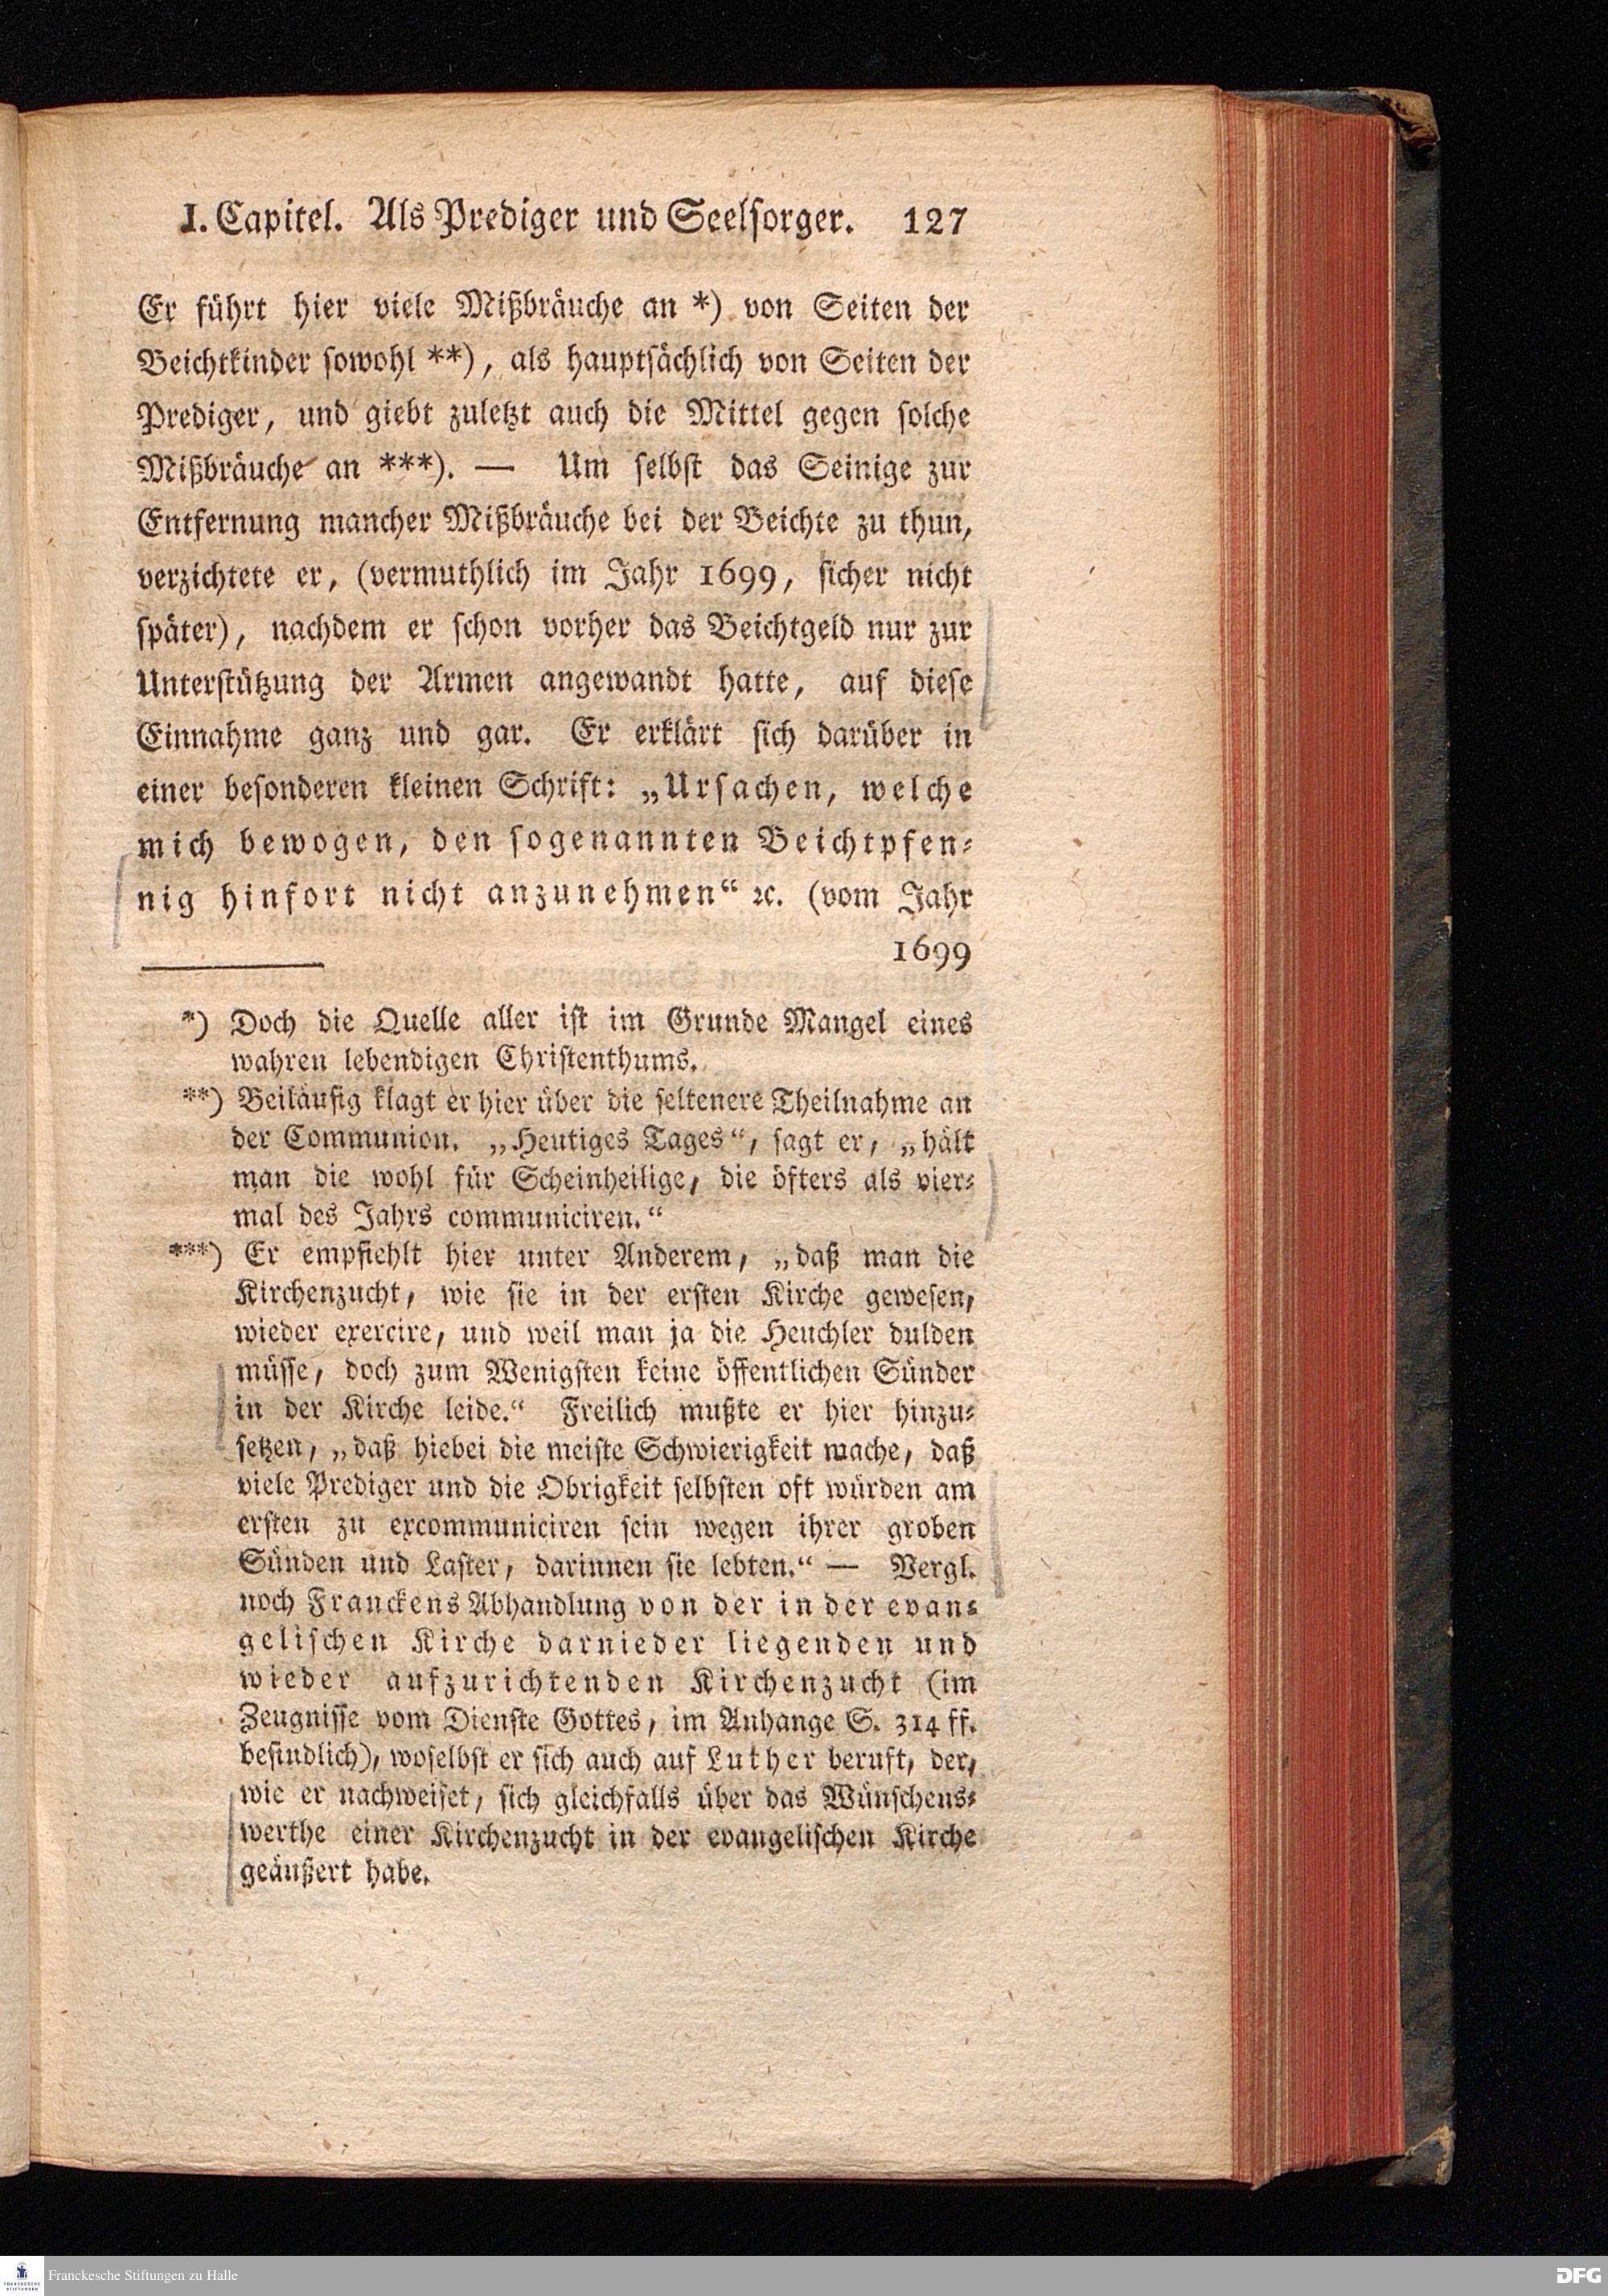 I. Capitel. Als Prediger und Seelsorger. 127
Er führt hier viele Mißbräuche an *) von Seiten der
Beichtkinder sowohl **), als hauptsächlich von Seiten der
Prediger, und giebt zuletzt auch die Mittel gegen solche
Mißbräuche an ***). — Um selbst das Seinige zur
Entfernung mancher Mißbräuche bei der Beichte zu thun,
verzichtete er, (vermuthlich im Jahr 1699, sicher nicht
später), nachdem er schon vorher das Beichtgeld nur zur
Unterstützung der Armen angewandt hatte, auf diese
Einnahme ganz und gar. Er erklärt sich darüber in
einer besonderen kleinen Schrift: „Ursachen, welche
mich bewogen, den sogenannten Beichtpfen-
nig hinfort nicht anzunehmen“ ꝛc. (vom Jahr
1699
*) Doch die Quelle aller ist im Grunde Mangel eines
wahren lebendigen Christenthums.
**) Beiläufig klagt er hier über die seltenere Theilnahme an
der Communion. „Heutiges Tages“, sagt er, „hält
man die wohl für Scheinheilige, die öfters als vier-
mal des Jahrs communiciren.“
***) Er empfiehlt hier unter Anderem, „daß man die
Kirchenzucht, wie sie in der ersten Kirche gewesen,
wieder exercire, und weil man ja die Heuchler dulden
müsse, doch zum Wenigsten keine öffentlichen Sünder
in der Kirche leide.“ Freilich mußte er hier hinzu-
setzen, „daß hiebei die meiste Schwierigkeit mache, daß
viele Prediger und die Obrigkeit selbsten oft würden am
ersten zu excommuniciren sein wegen ihrer groben
Sünden und Laster, darinnen sie lebten.“ — Vergl.
noch Franckens Abhandlung von der in der evan-
gelischen Kirche darnieder liegenden und
wieder aufzurichtenden Kirchenzucht (im
Zeugnisse vom Dienste Gottes, im Anhange S. 314 ff.
befindlich), woselbst er sich auch auf Luther beruft, der,
wie er nachweiset, sich gleichfalls über das Wünschens-
werthe einer Kirchenzucht in der evangelischen Kirche
geäußert habe.
FRANCKESCHE
STIFTUNGEN
Franckesche Stiftungen zu Halle
DFG